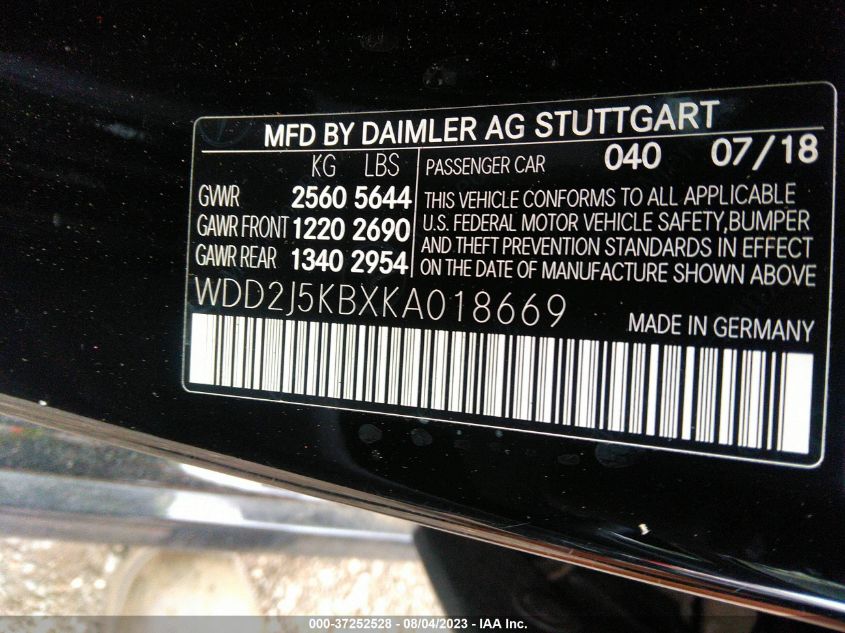 MFD BY DAIMLER AG STUTTGART
KG LBS PASSENGER CAR 040 07/18
GVWR 2560 5644 THIS VEHICLE CONFORMS TO ALL APPLICABLE
GAWR FRONT 1220 2690 U.S. FEDERAL MOTOR VEHICLE SAFETY,BUMPER
GAWR REAR 1340 2954 AND THEFT PREVENTION STANDARDS IN EFFECT
ON THE DATE OF MANUFACTURE SHOWN ABOVE
WDD2J5KBXKA018669 MADE IN GERMANY
000-37252528 - 08/04/2023 - IAA Inc.